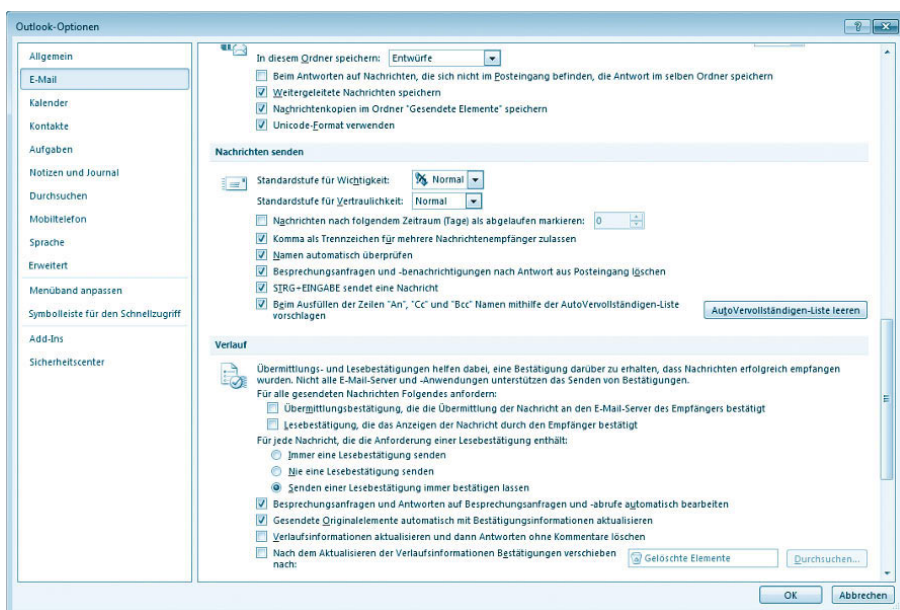 Outlook-Optionen
Allgemein
E-Mail
Kalender
Kontakte
Aufgaben
Notizen und Journal
Durchsuchen
Mobiltelefon
Sprache
Erweitert
Menüband anpassen
Symbolleiste für den Schnellzugriff
Add-Ins
Sicherheitscenter
In diesem Ordner speichern: Entwürfe
Beim Antworten auf Nachrichten, die sich nicht im Posteingang befinden, die Antwort im selben Ordner speichern
Weitergeleitete Nachrichten speichern
Nachrichtenkopien im Ordner "Gesendete Elemente" speichern
Unicode-Format verwenden
Nachrichten senden
Standardstufe für Wichtigkeit: Normal
Standardstufe für Vertraulichkeit: Normal
Nachrichten nach folgendem Zeitraum (Tage) als abgelaufen markieren: 0
Komma als Trennzeichen für mehrere Nachrichtenempfänger zulassen
Namen automatisch überprüfen
Besprechungsanfragen und -benachrichtigungen nach Antwort aus Posteingang löschen
STRG+EINGABE sendet eine Nachricht
Beim Ausfüllen der Zeilen "An", "Cc" und "Bcc" Namen mithilfe der AutoVervollständigen-Liste
vorschlagen
AutoVervollständigen-Liste leeren
Verlauf
Übermittlungs- und Lesebestätigungen helfen dabei, eine Bestätigung darüber zu erhalten, dass Nachrichten erfolgreich empfangen
wurden. Nicht alle E-Mail-Server und -Anwendungen unterstützen das Senden von Bestätigungen.
Für alle gesendeten Nachrichten Folgendes anfordern:
Übermittlungsbestätigung, die die Übermittlung der Nachricht an den E-Mail-Server des Empfängers bestätigt
Lesebestätigung, die das Anzeigen der Nachricht durch den Empfänger bestätigt
Für jede Nachricht, die die Anforderung einer Lesebestätigung enthält:
Immer eine Lesebestätigung senden
Nie eine Lesebestätigung senden
Senden einer Lesebestätigung immer bestätigen lassen
Besprechungsanfragen und Antworten auf Besprechungsanfragen und -abrufe automatisch bearbeiten
Gesendete Originalelemente automatisch mit Bestätigungsinformationen aktualisieren
Verlaufsinformationen aktualisieren und dann Antworten ohne Kommentare löschen
Nach dem Aktualisieren der Verlaufsinformationen Bestätigungen verschieben
nach:
Gelöschte Elemente
Durchsuchen...
OK
Abbrechen